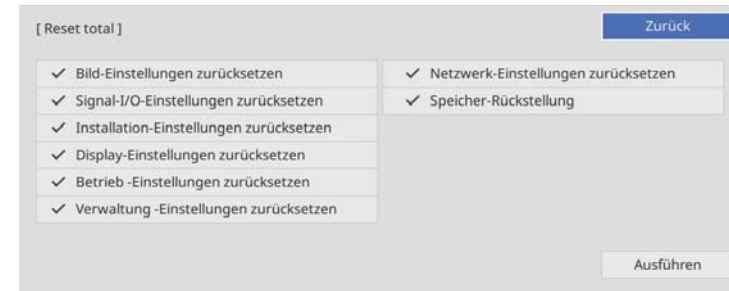 [ Reset total ]
Zurück
✓ Bild-Einstellungen zurücksetzen
✓ Signal-I/O-Einstellungen zurücksetzen
✓ Installation-Einstellungen zurücksetzen
✓ Display-Einstellungen zurücksetzen
✓ Betrieb -Einstellungen zurücksetzen
✓ Verwaltung -Einstellungen zurücksetzen
✓ Netzwerk-Einstellungen zurücksetzen
✓ Speicher-Rückstellung
Ausführen